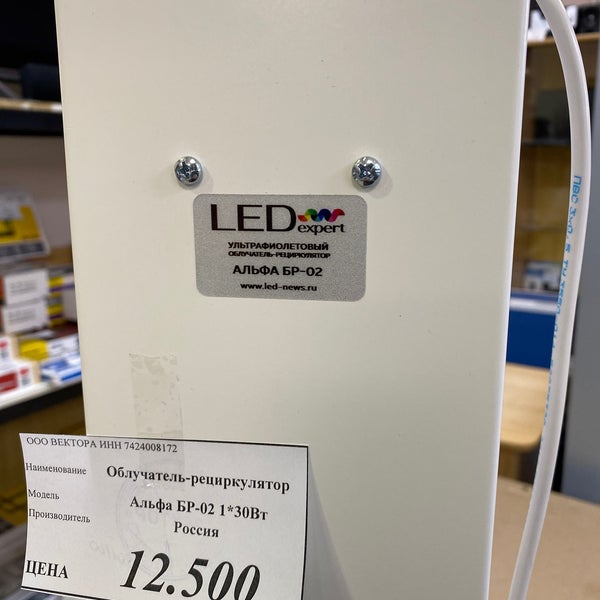 LED expert
УЛЬТРАФИОЛЕТОВЫЙ
ОБЛУЧАТЕЛЬ-РЕЦИРКУЛЯТОР
АЛЬФА БР-02
www.led-news.ru
ООО ВЕКТОРА ИНН 7424008172
Наименование Облучатель-рециркулятор
Модель Альфа БР-02 1*30Вт
Производитель Россия
ЦЕНА 12.500
ПВС